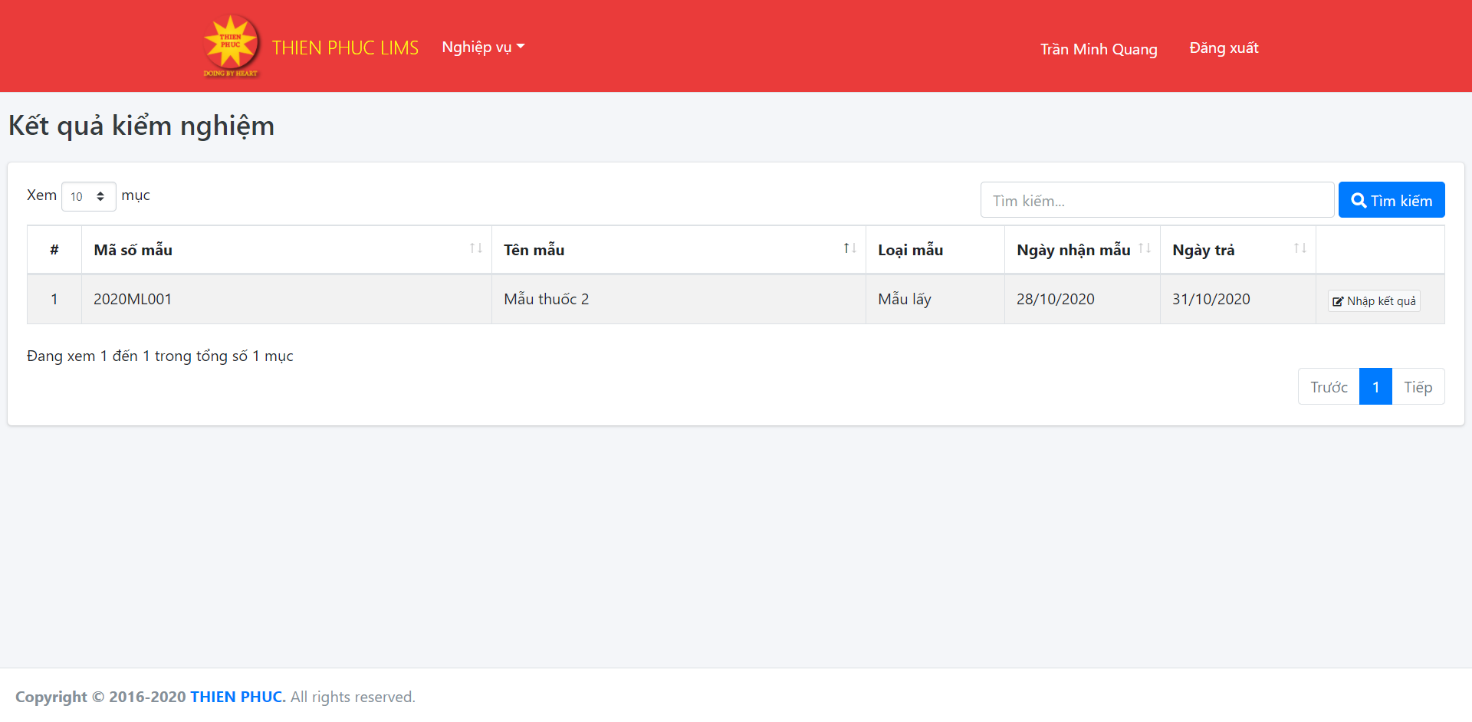 THIEN PHUC
DOING BY HEART
THIEN PHUC LIMS Nghiệp vụ Trần Minh Quang Đăng xuất
Kết quả kiểm nghiệm
Xem 10 mục Tìm kiếm... Tìm kiếm
# Mã số mẫu Tên mẫu Loại mẫu Ngày nhận mẫu Ngày trả
1 2020ML001 Mẫu thuốc 2 Mẫu lấy 28/10/2020 31/10/2020 Nhập kết quả
Đang xem 1 đến 1 trong tổng số 1 mục
Trước 1 Tiếp
Copyright © 2016-2020 THIEN PHUC. All rights reserved.